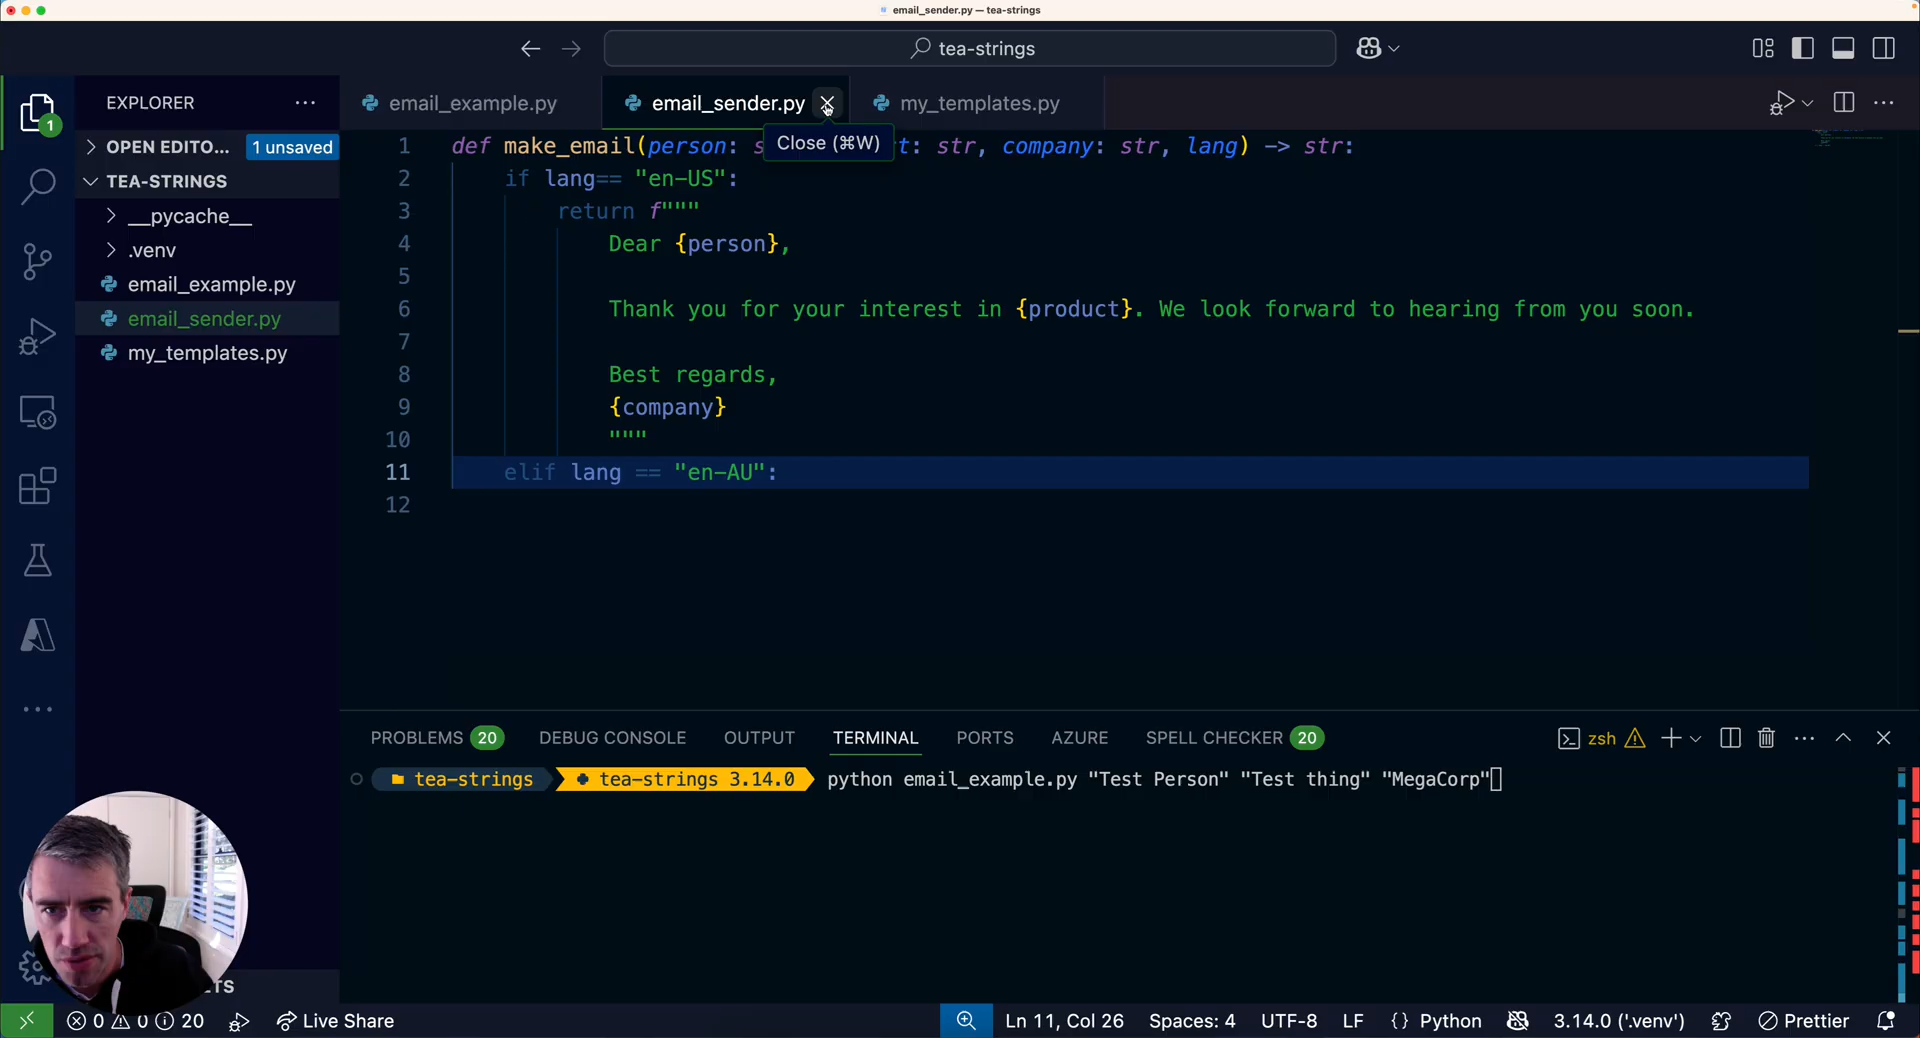 email_sender.py — tea-strings
tea-strings
EXPLORER
email_example.py
email_sender.py
my_templates.py
OPEN EDITO...
1 unsaved
TEA-STRINGS
__pycache__
.venv
email_example.py
email_sender.py
my_templates.py
1
Close (⌘W)
1 def make_email(person: s t: str, company: str, lang) -> str:
2 if lang== "en-US":
3 return f"""
4 Dear {person},
5
6 Thank you for your interest in {product}. We look forward to hearing from you soon.
7
8 Best regards,
9 {company}
10 """
11 elif lang == "en-AU":
12
PROBLEMS 20 DEBUG CONSOLE OUTPUT TERMINAL PORTS AZURE SPELL CHECKER 20 zsh
tea-strings tea-strings 3.14.0 python email_example.py "Test Person" "Test thing" "MegaCorp"
0 0 20 Live Share Ln 11, Col 26 Spaces: 4 UTF-8 LF {} Python 3.14.0 ('.venv') Prettier